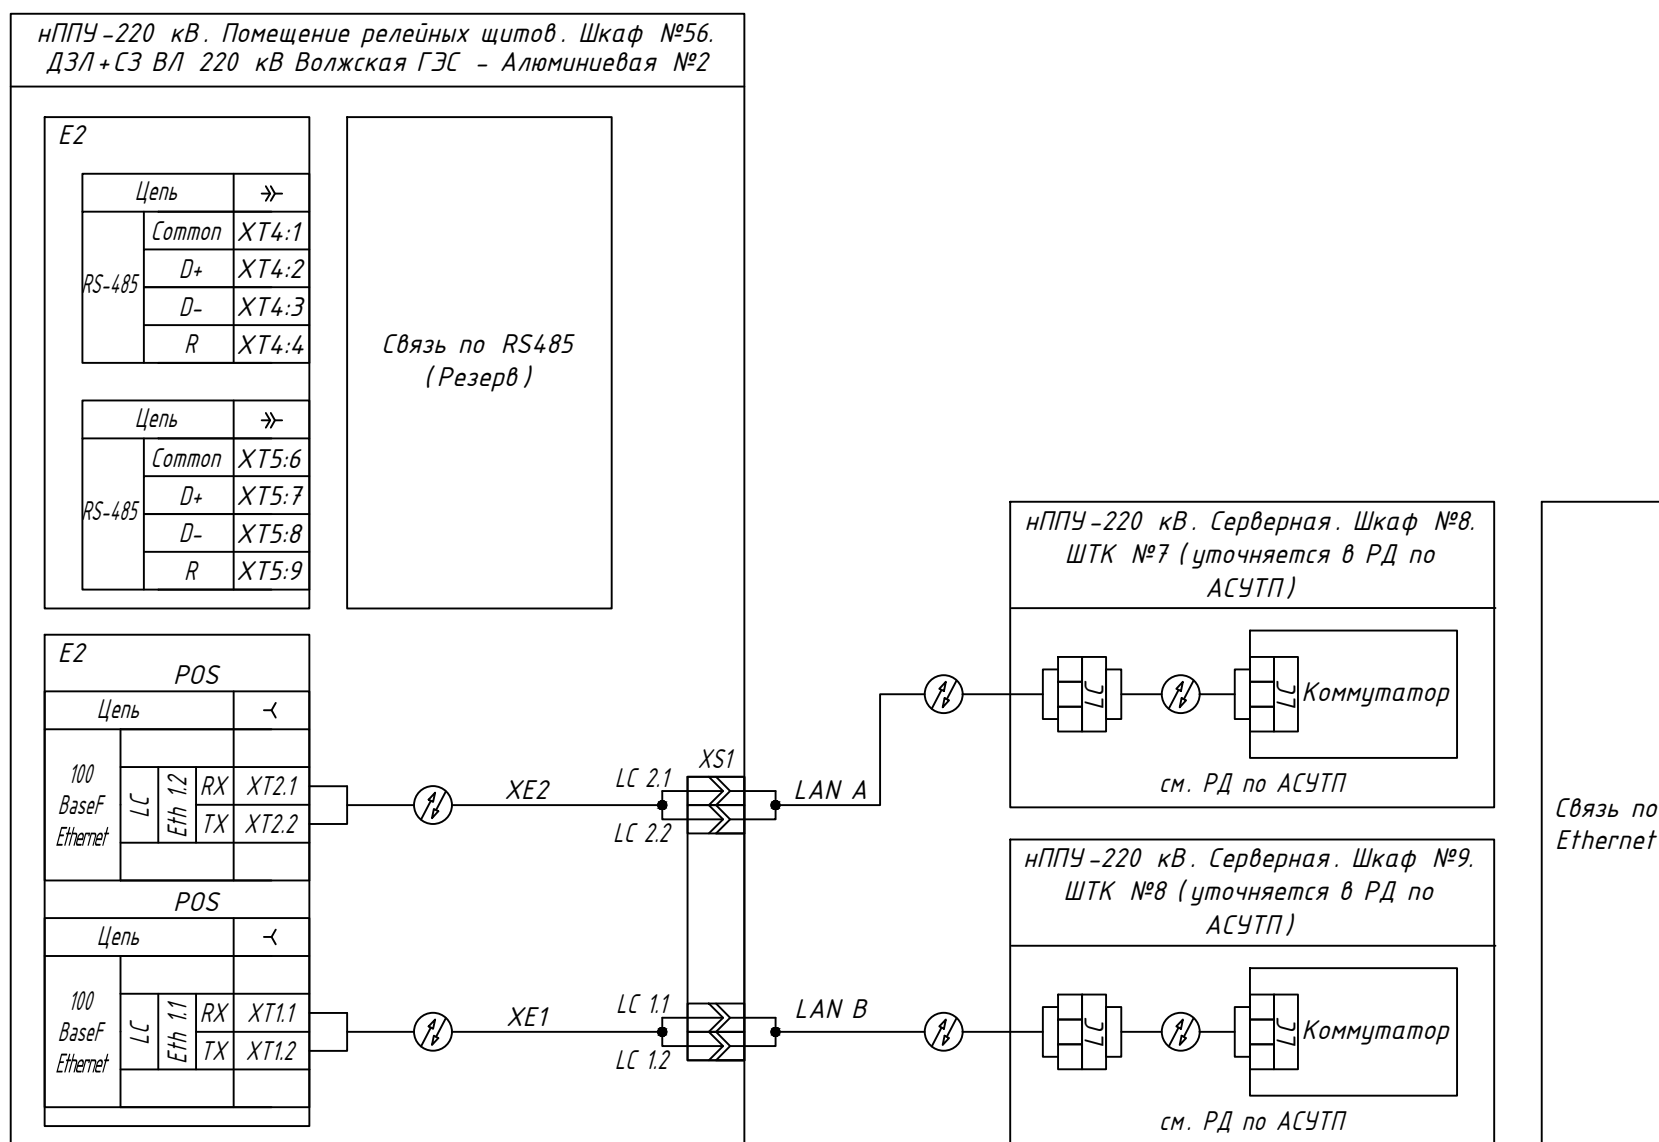 нППУ-220 кВ. Помещение релейных щитов. Шкаф №56.
ДЗЛ+СЗ ВЛ 220 кВ Волжская ГЭС - Алюминиевая №2
E2
Цепь
RS-485
Common XT4:1
D+ XT4:2
D- XT4:3
R XT4:4
Цепь
RS-485
Common XT5:6
D+ XT5:7
D- XT5:8
R XT5:9
Связь по RS485
(Резерв)
E2
POS
Цепь
100
BaseF
Ethernet
LC
Eth 1.2
RX XT2.1
TX XT2.2
POS
Цепь
100
BaseF
Ethernet
LC
Eth 1.1
RX XT1.1
TX XT1.2
XE2
LC 2.1
LC 2.2
XS1
LAN A
XE1
LC 1.1
LC 1.2
LAN B
нППУ-220 кВ. Серверная. Шкаф №8.
ШТК №7 (уточняется в РД по
АСУТП)
LC
LC
Коммутатор
см. РД по АСУТП
нППУ-220 кВ. Серверная. Шкаф №9.
ШТК №8 (уточняется в РД по
АСУТП)
LC
LC
Коммутатор
см. РД по АСУТП
Связь по
Ethernet